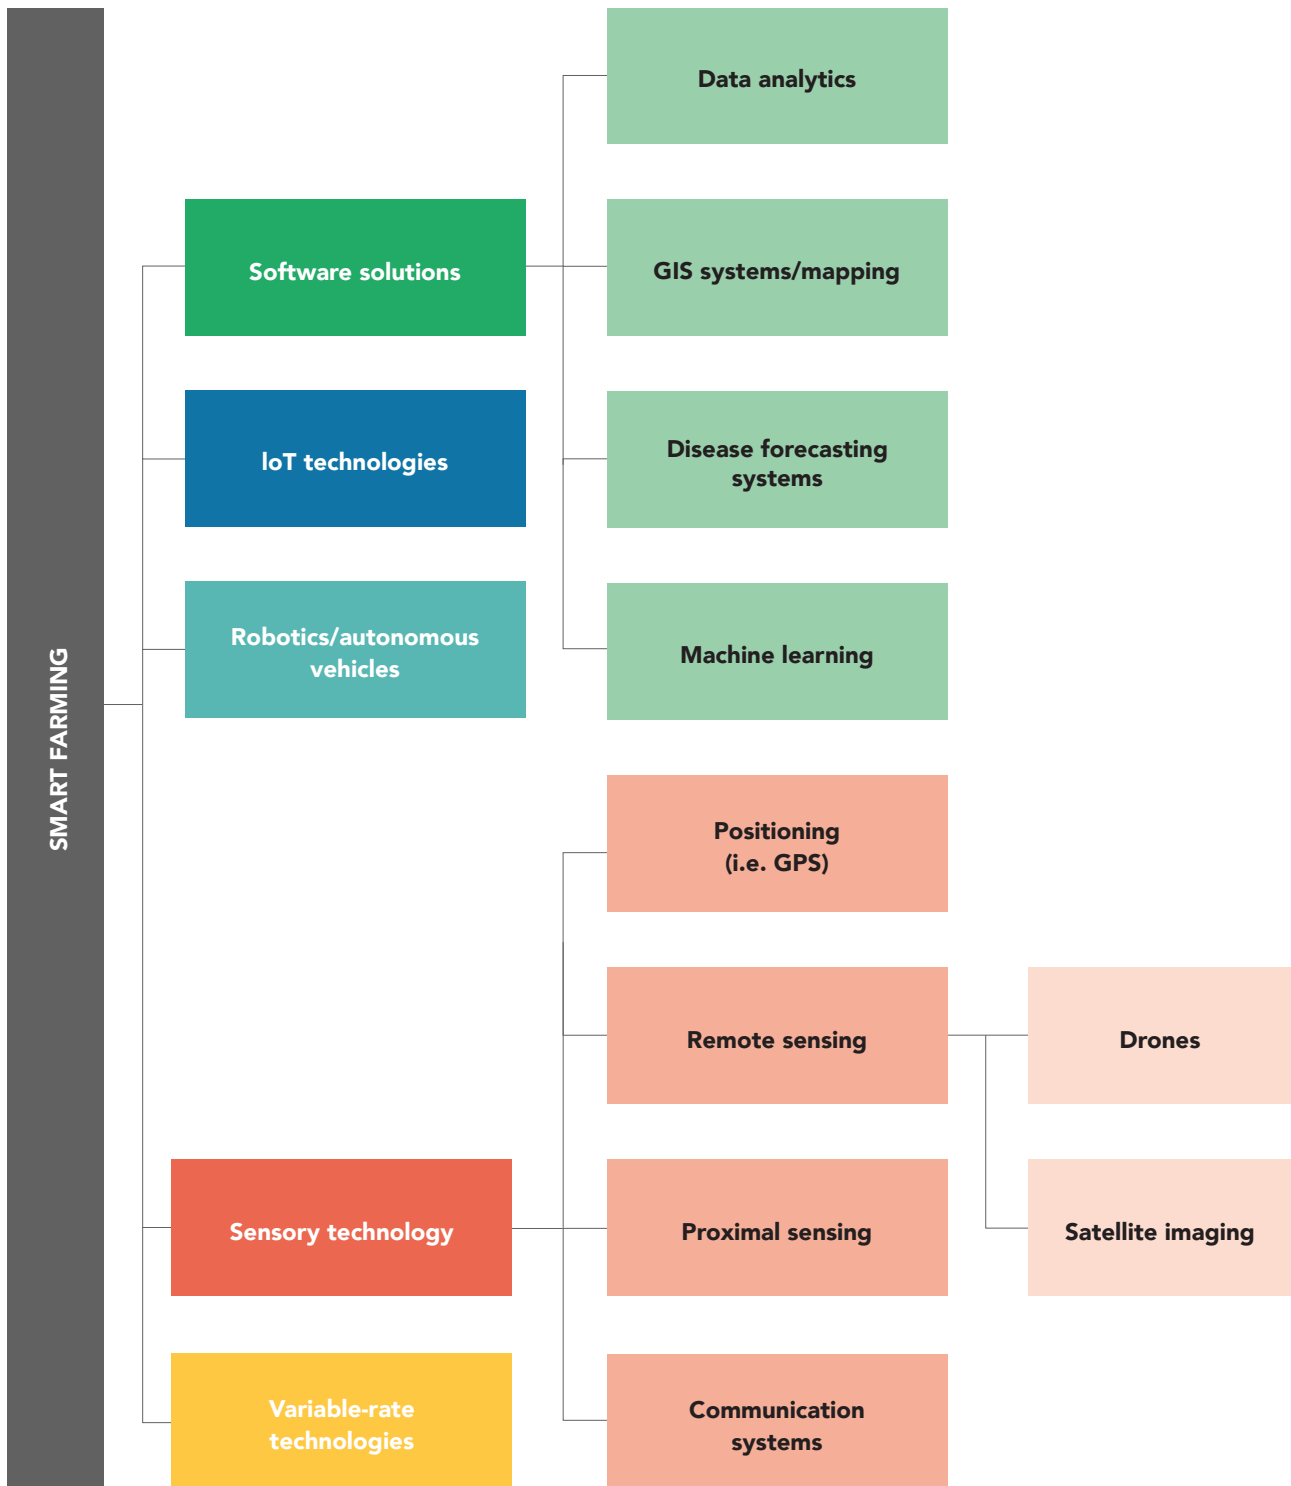 SMART FARMING
Software solutions
IoT technologies
Robotics/autonomous
vehicles
Sensory technology
Variable-rate
technologies
Data analytics
GIS systems/mapping
Disease forecasting
systems
Machine learning
Positioning
(i.e. GPS)
Remote sensing
Proximal sensing
Communication
systems
Drones
Satellite imaging